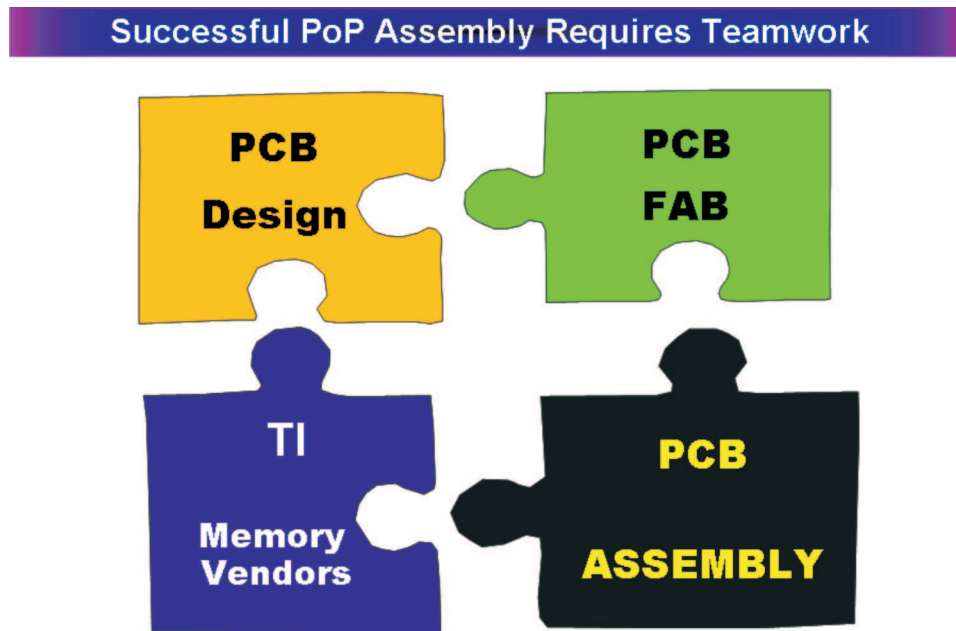 Successful PoP Assembly Requires Teamwork
PCB
Design
PCB
FAB
TI
Memory
Vendors
PCB
ASSEMBLY